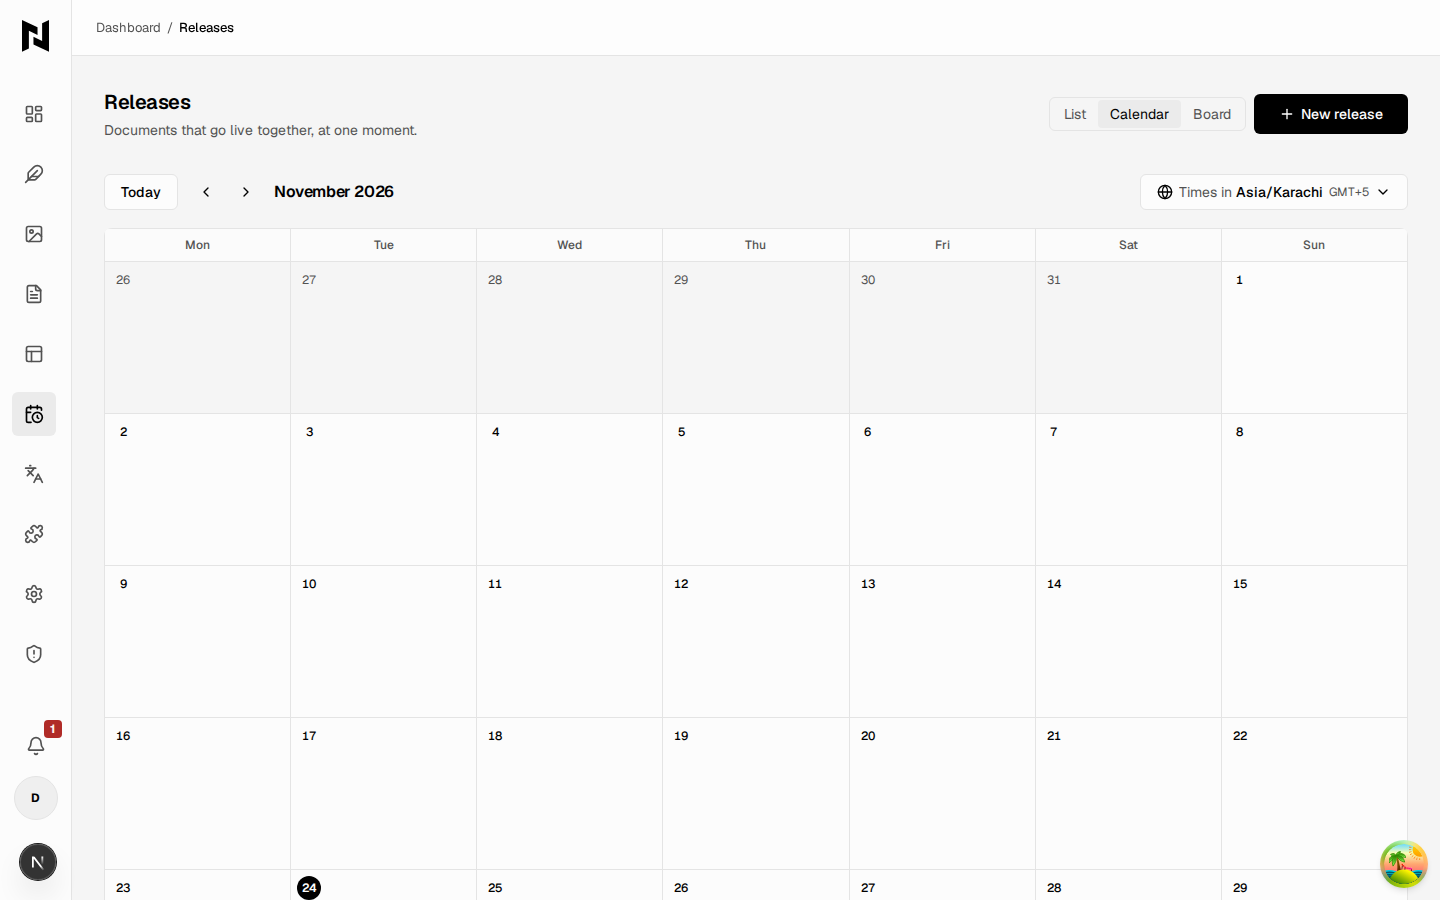 Dashboard / Releases
Releases
Documents that go live together, at one moment.
List Calendar Board
New release
Today
November 2026
Times in Asia/Karachi GMT+5
Mon Tue Wed Thu Fri Sat Sun
26 27 28 29 30 31 1
2 3 4 5 6 7 8
9 10 11 12 13 14 15
16 17 18 19 20 21 22
23 24 25 26 27 28 29
1
D
N